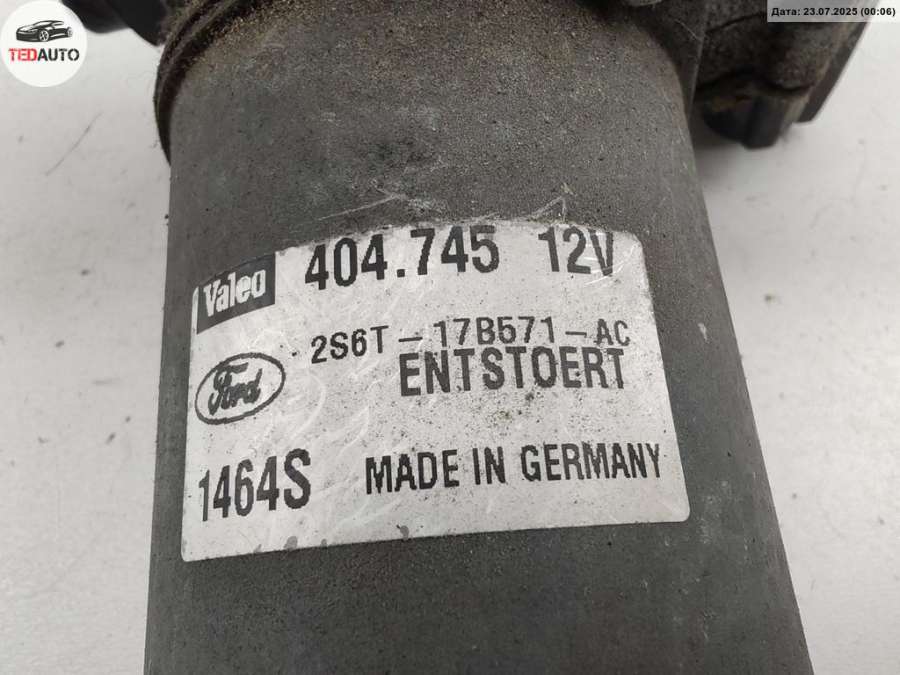 TEDAUTO
Дата: 23.07.2025 (00:06)
Valeo 404.745 12V
2S6T-17B571-AC
Ford ENTSTOERT
1464S MADE IN GERMANY